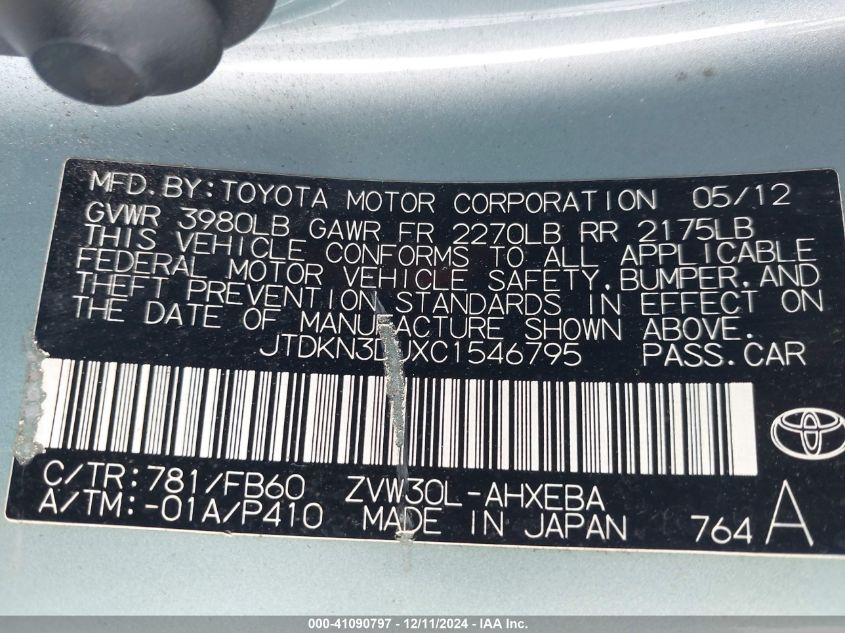 MFD. BY: TOYOTA MOTOR CORPORATION 05/12
GVWR 3980LB GAWR FR 2270LB RR 2175LB
THIS VEHICLE CONFORMS TO ALL APPLICABLE
FEDERAL MOTOR VEHICLE SAFETY, BUMPER, AND
THEFT PREVENTION STANDARDS IN EFFECT ON
THE DATE OF MANUFACTURE SHOWN ABOVE.
JTDKN3DUXC1546795 PASS. CAR
C/TR: 781/FB60 ZVW30L-AHXEBA
A/TM: -01A/P410 MADE IN JAPAN 764 A
000-41090797 - 12/11/2024 - IAA Inc.